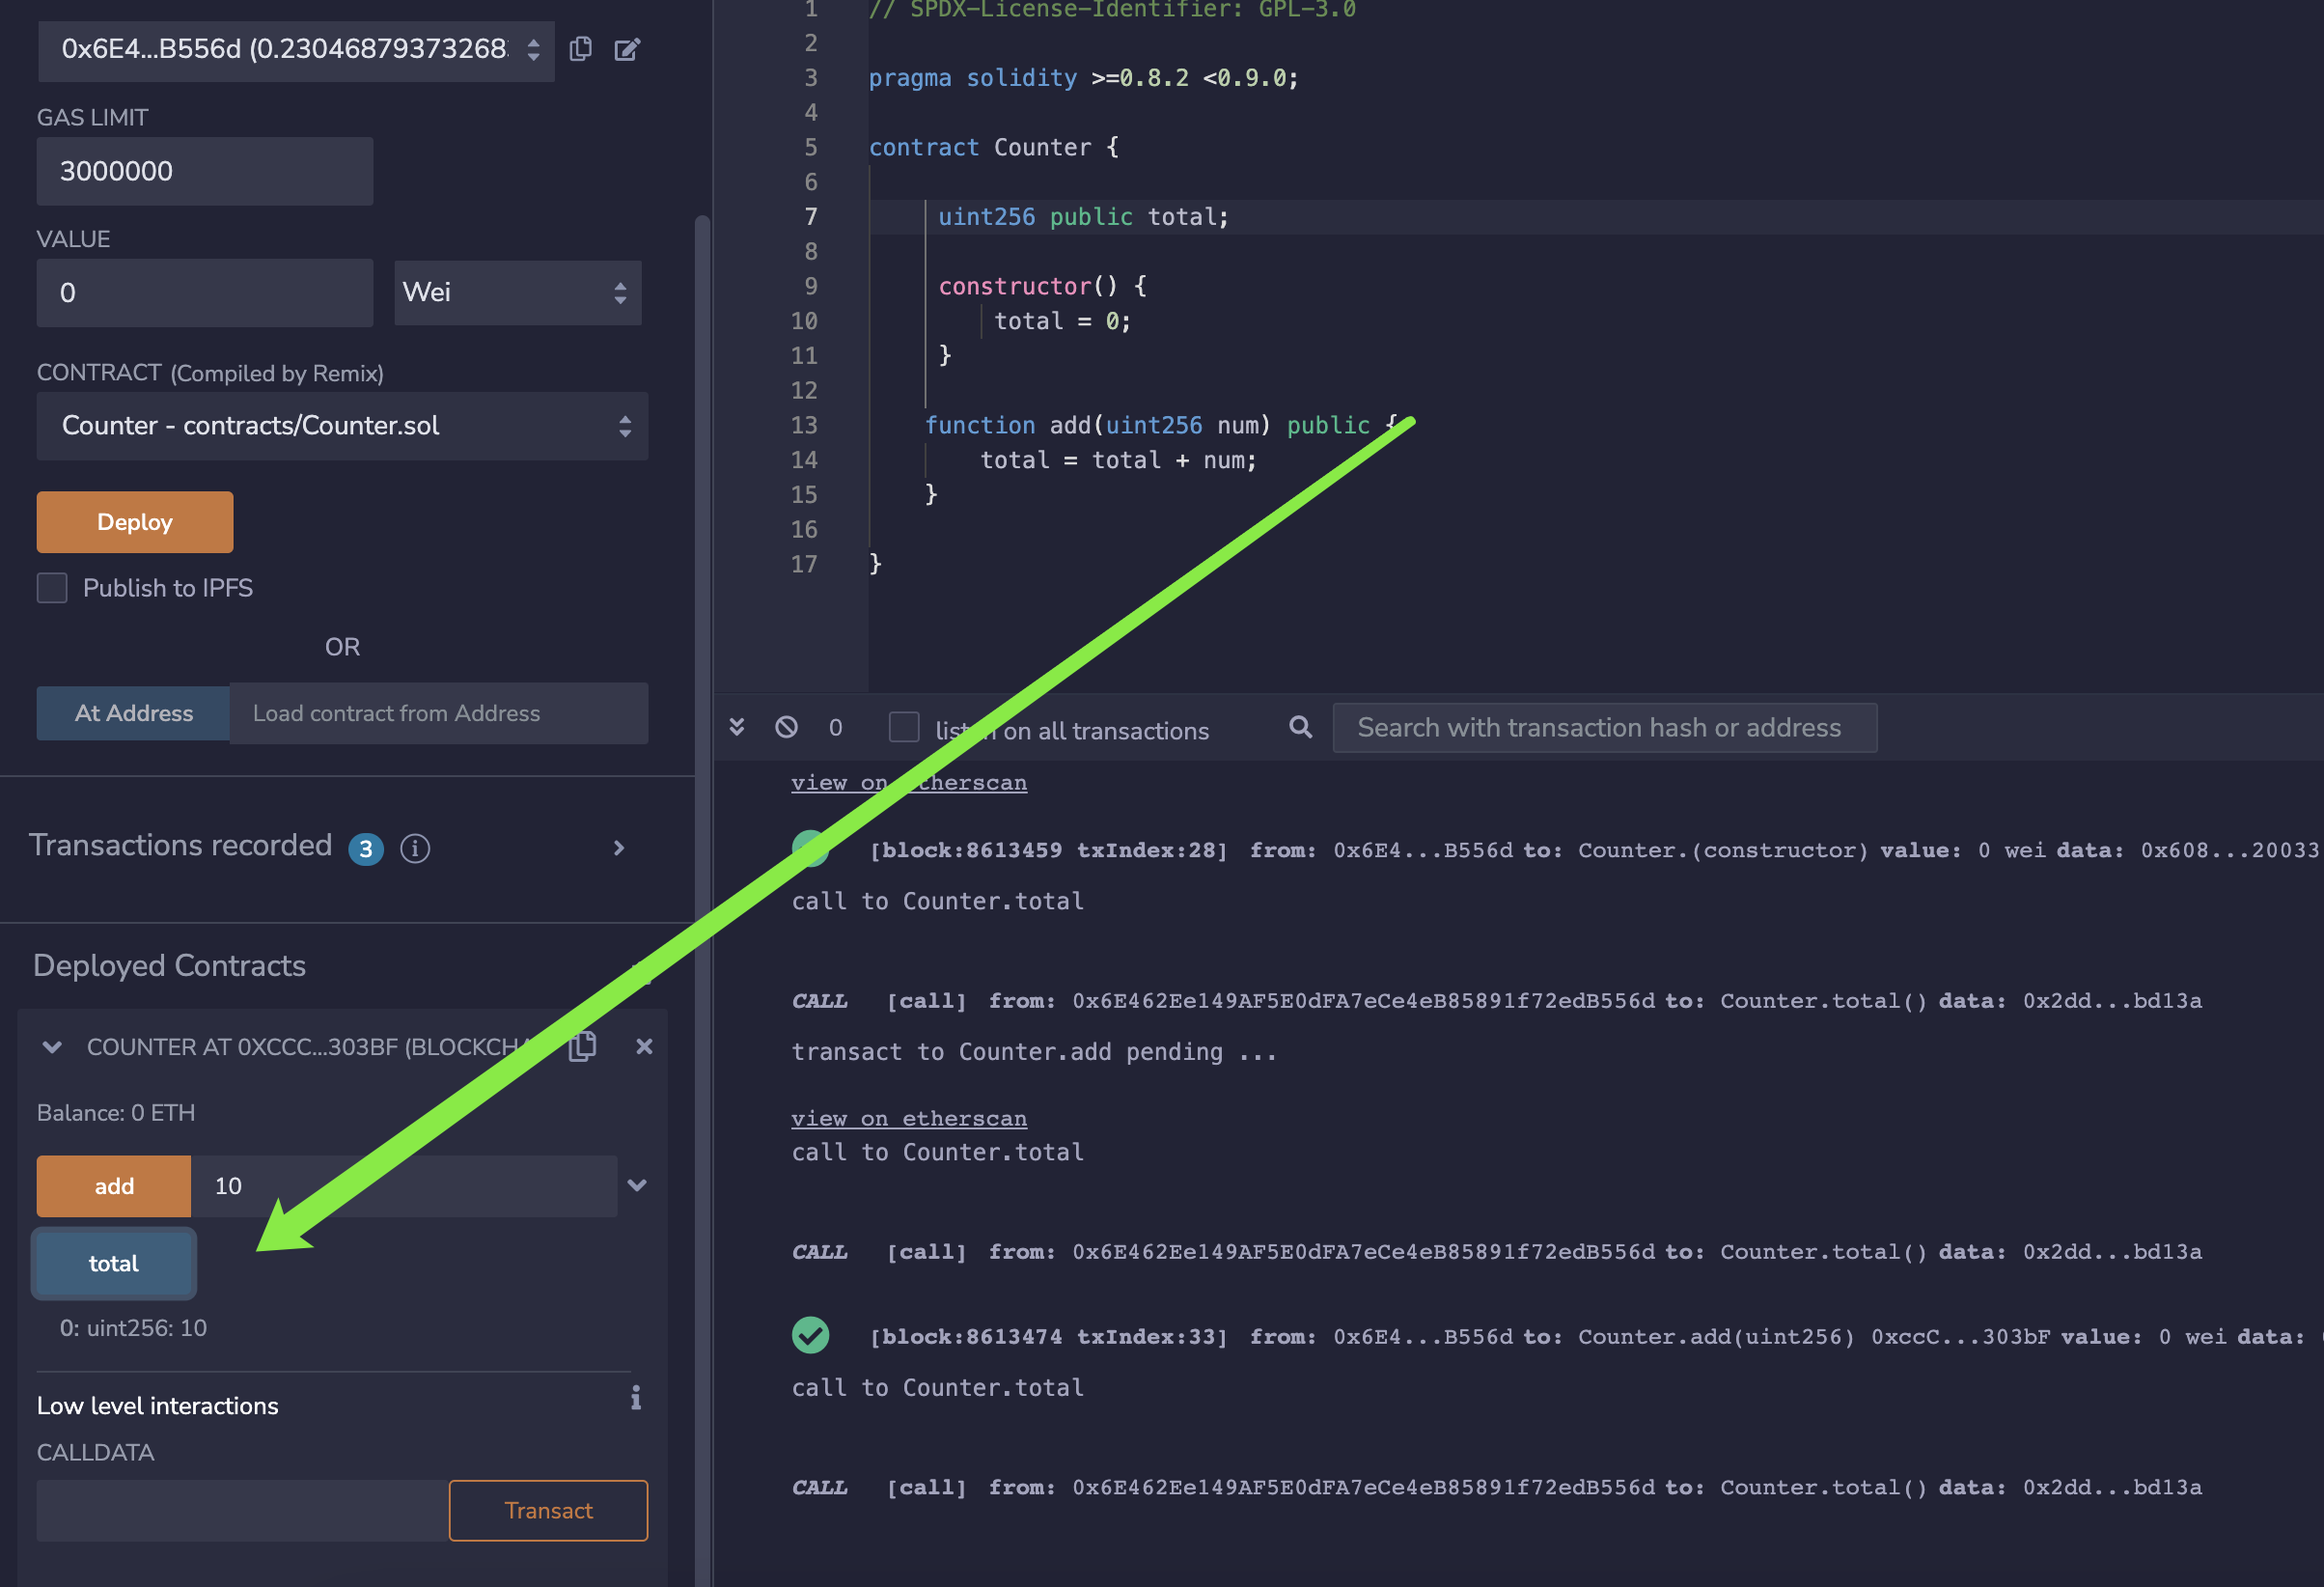 0x6E4...B556d (0.23046879373268
GAS LIMIT
3000000
VALUE
0
Wei
CONTRACT (Compiled by Remix)
Counter - contracts/Counter.sol
Deploy
Publish to IPFS
OR
At Address
Load contract from Address
Transactions recorded 3
Deployed Contracts
COUNTER AT 0XCCC...303BF (BLOCKCHA
Balance: 0 ETH
add
10
total
0: uint256: 10
Low level interactions
CALLDATA
Transact
1 // SPDX-License-Identifier: GPL-3.0
2
3 pragma solidity >=0.8.2 <0.9.0;
4
5 contract Counter {
6
7 uint256 public total;
8
9 constructor() {
10 total = 0;
11 }
12
13 function add(uint256 num) public {
14 total = total + num;
15 }
16
17 }
0
listen on all transactions
Search with transaction hash or address
view on etherscan
[block:8613459 txIndex:28] from: 0x6E4...B556d to: Counter.(constructor) value: 0 wei data: 0x608...20033
call to Counter.total
CALL [call] from: 0x6E462Ee149AF5E0dFA7eCe4eB85891f72edB556d to: Counter.total() data: 0x2dd...bd13a
transact to Counter.add pending ...
view on etherscan
call to Counter.total
CALL [call] from: 0x6E462Ee149AF5E0dFA7eCe4eB85891f72edB556d to: Counter.total() data: 0x2dd...bd13a
[block:8613474 txIndex:33] from: 0x6E4...B556d to: Counter.add(uint256) 0xccC...303bF value: 0 wei data:
call to Counter.total
CALL [call] from: 0x6E462Ee149AF5E0dFA7eCe4eB85891f72edB556d to: Counter.total() data: 0x2dd...bd13a